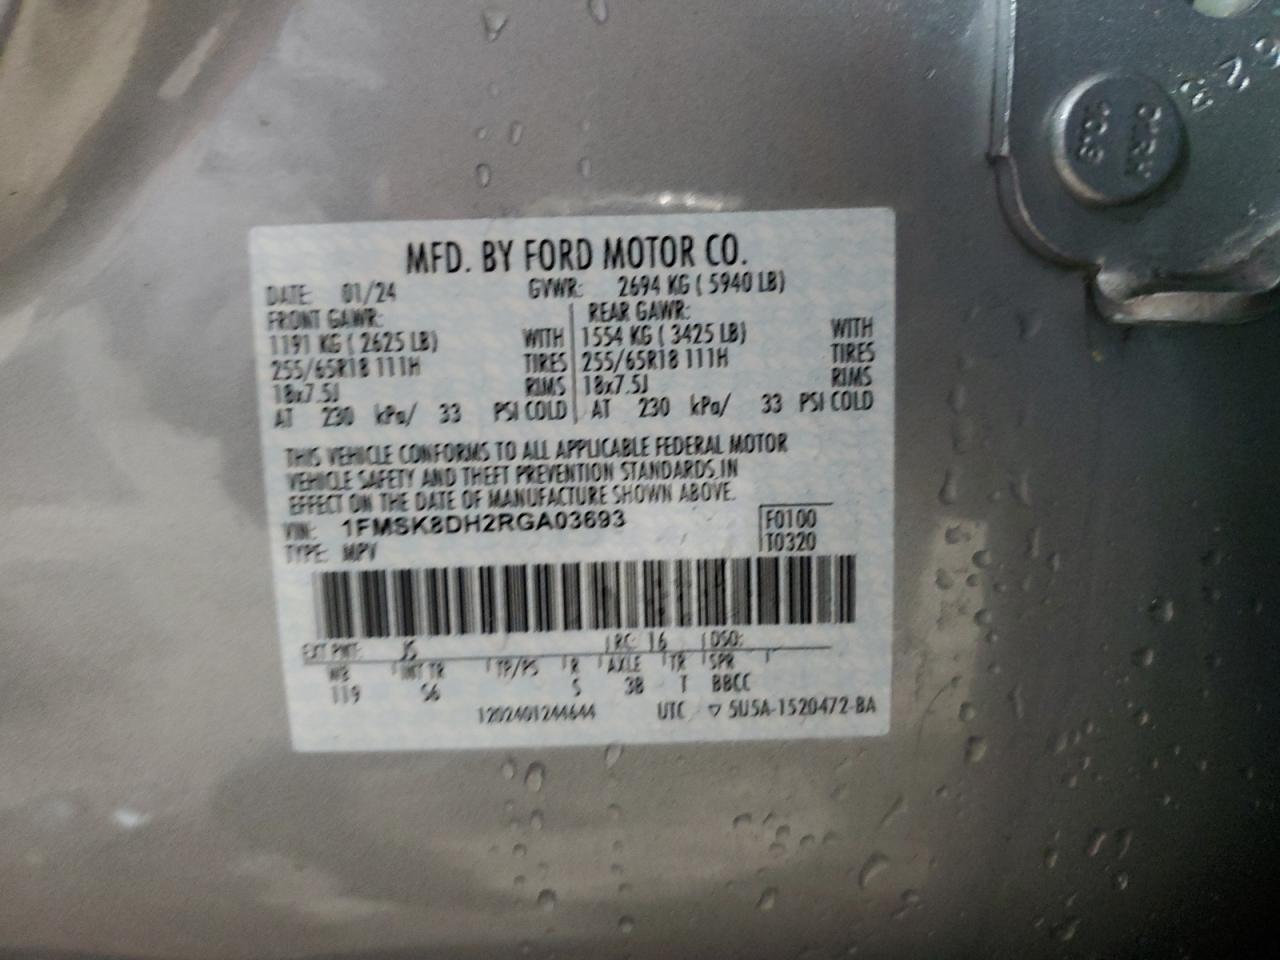 MFD. BY FORD MOTOR CO.
DATE: 01/24 GVWR: 2694 KG ( 5940 LB)
FRONT GAWR: REAR GAWR:
1191 KG ( 2625 LB) WITH 1554 KG ( 3425 LB) WITH
255/65R18 111H TIRES 255/65R18 111H TIRES
18x7.5J RIMS 18x7.5J RIMS
AT 230 kPa/ 33 PSI COLD AT 230 kPa/ 33 PSI COLD
THIS VEHICLE CONFORMS TO ALL APPLICABLE FEDERAL MOTOR
VEHICLE SAFETY AND THEFT PREVENTION STANDARDS IN
EFFECT ON THE DATE OF MANUFACTURE SHOWN ABOVE.
VIN: 1FMSK8DH2RGA03693 F0100
TYPE: MPV T0320
EXT PNT: JS RC: 16 DSO:
WB INT TR TP/PS R AXLE TR SPR
119 S6 5 38 T BBCC
1202401244644 UTC ▽ 5U5A-1520472-BA